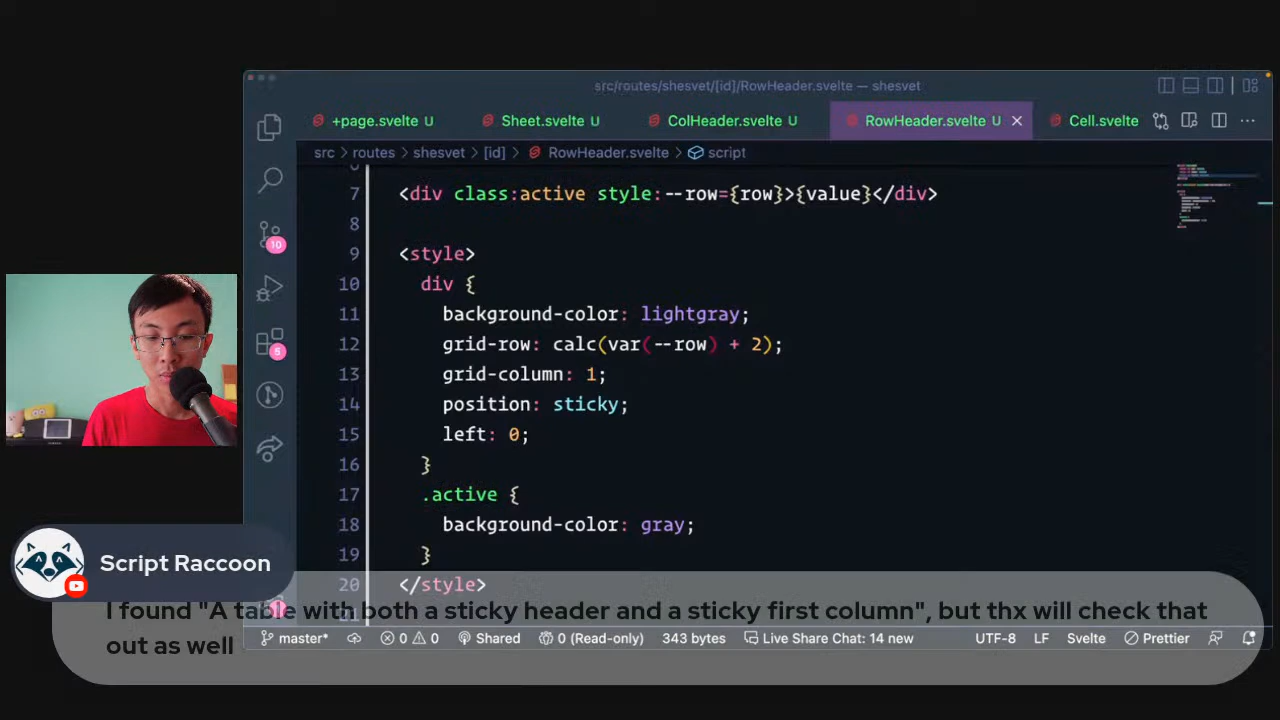 src/routes/shesvet/[id]/RowHeader.svelte — shesvet
+page.svelte U
Sheet.svelte U
ColHeader.svelte U
RowHeader.svelte U
Cell.svelte
src > routes > shesvet > [id] > RowHeader.svelte > script
7 <div class:active style:--row={row}>{value}</div>
8
9 <style>
10 div {
11 background-color: lightgray;
12 grid-row: calc(var(--row) + 2);
13 grid-column: 1;
14 position: sticky;
15 left: 0;
16 }
17 .active {
18 background-color: gray;
19 }
20 </style>
10
5
Script Raccoon
I found "A table with both a sticky header and a sticky first column", but thx will check that
out as well
master* 0 0 Shared 0 (Read-only) 343 bytes Live Share Chat: 14 new UTF-8 LF Svelte Prettier